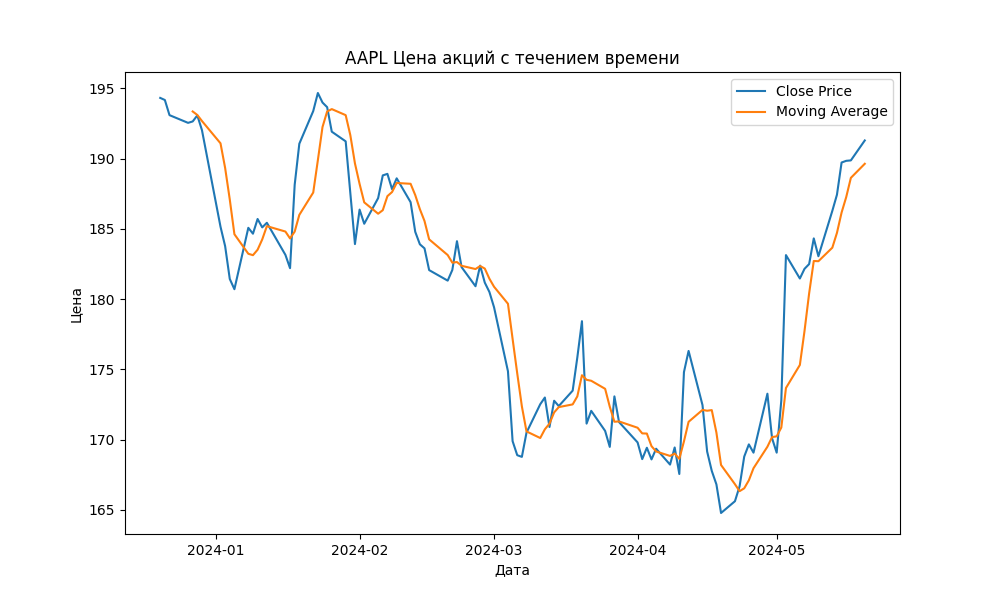 AAPL Цена акций с течением времени
Close Price
Moving Average
195
190
185
180
175
170
165
Цена
2024-01
2024-02
2024-03
2024-04
2024-05
Дата